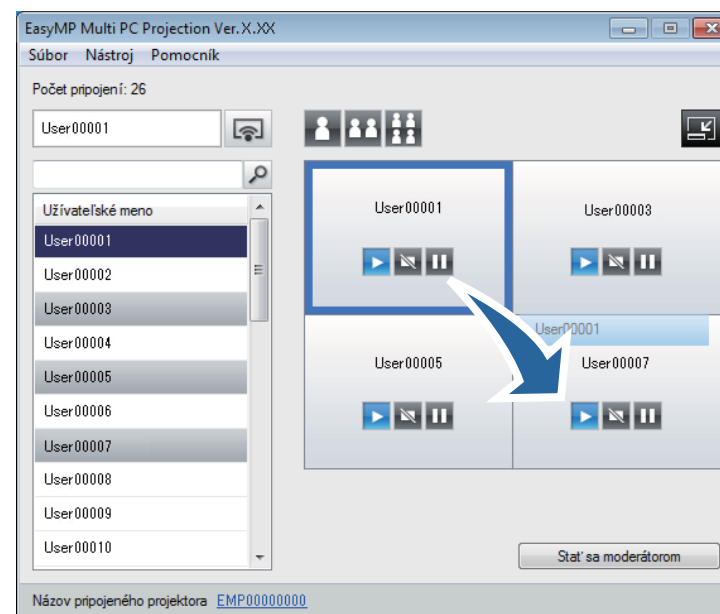 EasyMP Multi PC Projection Ver.X.XX
Súbor Nástroj Pomocník
Počet pripojení: 26
User00001
Užívateľské meno
User00001
User00002
User00003
User00004
User00005
User00006
User00007
User00008
User00009
User00010
User00001
User00003
User00005
User00001
User00007
Stať sa moderátorom
Názov pripojeného projektora EMP00000000